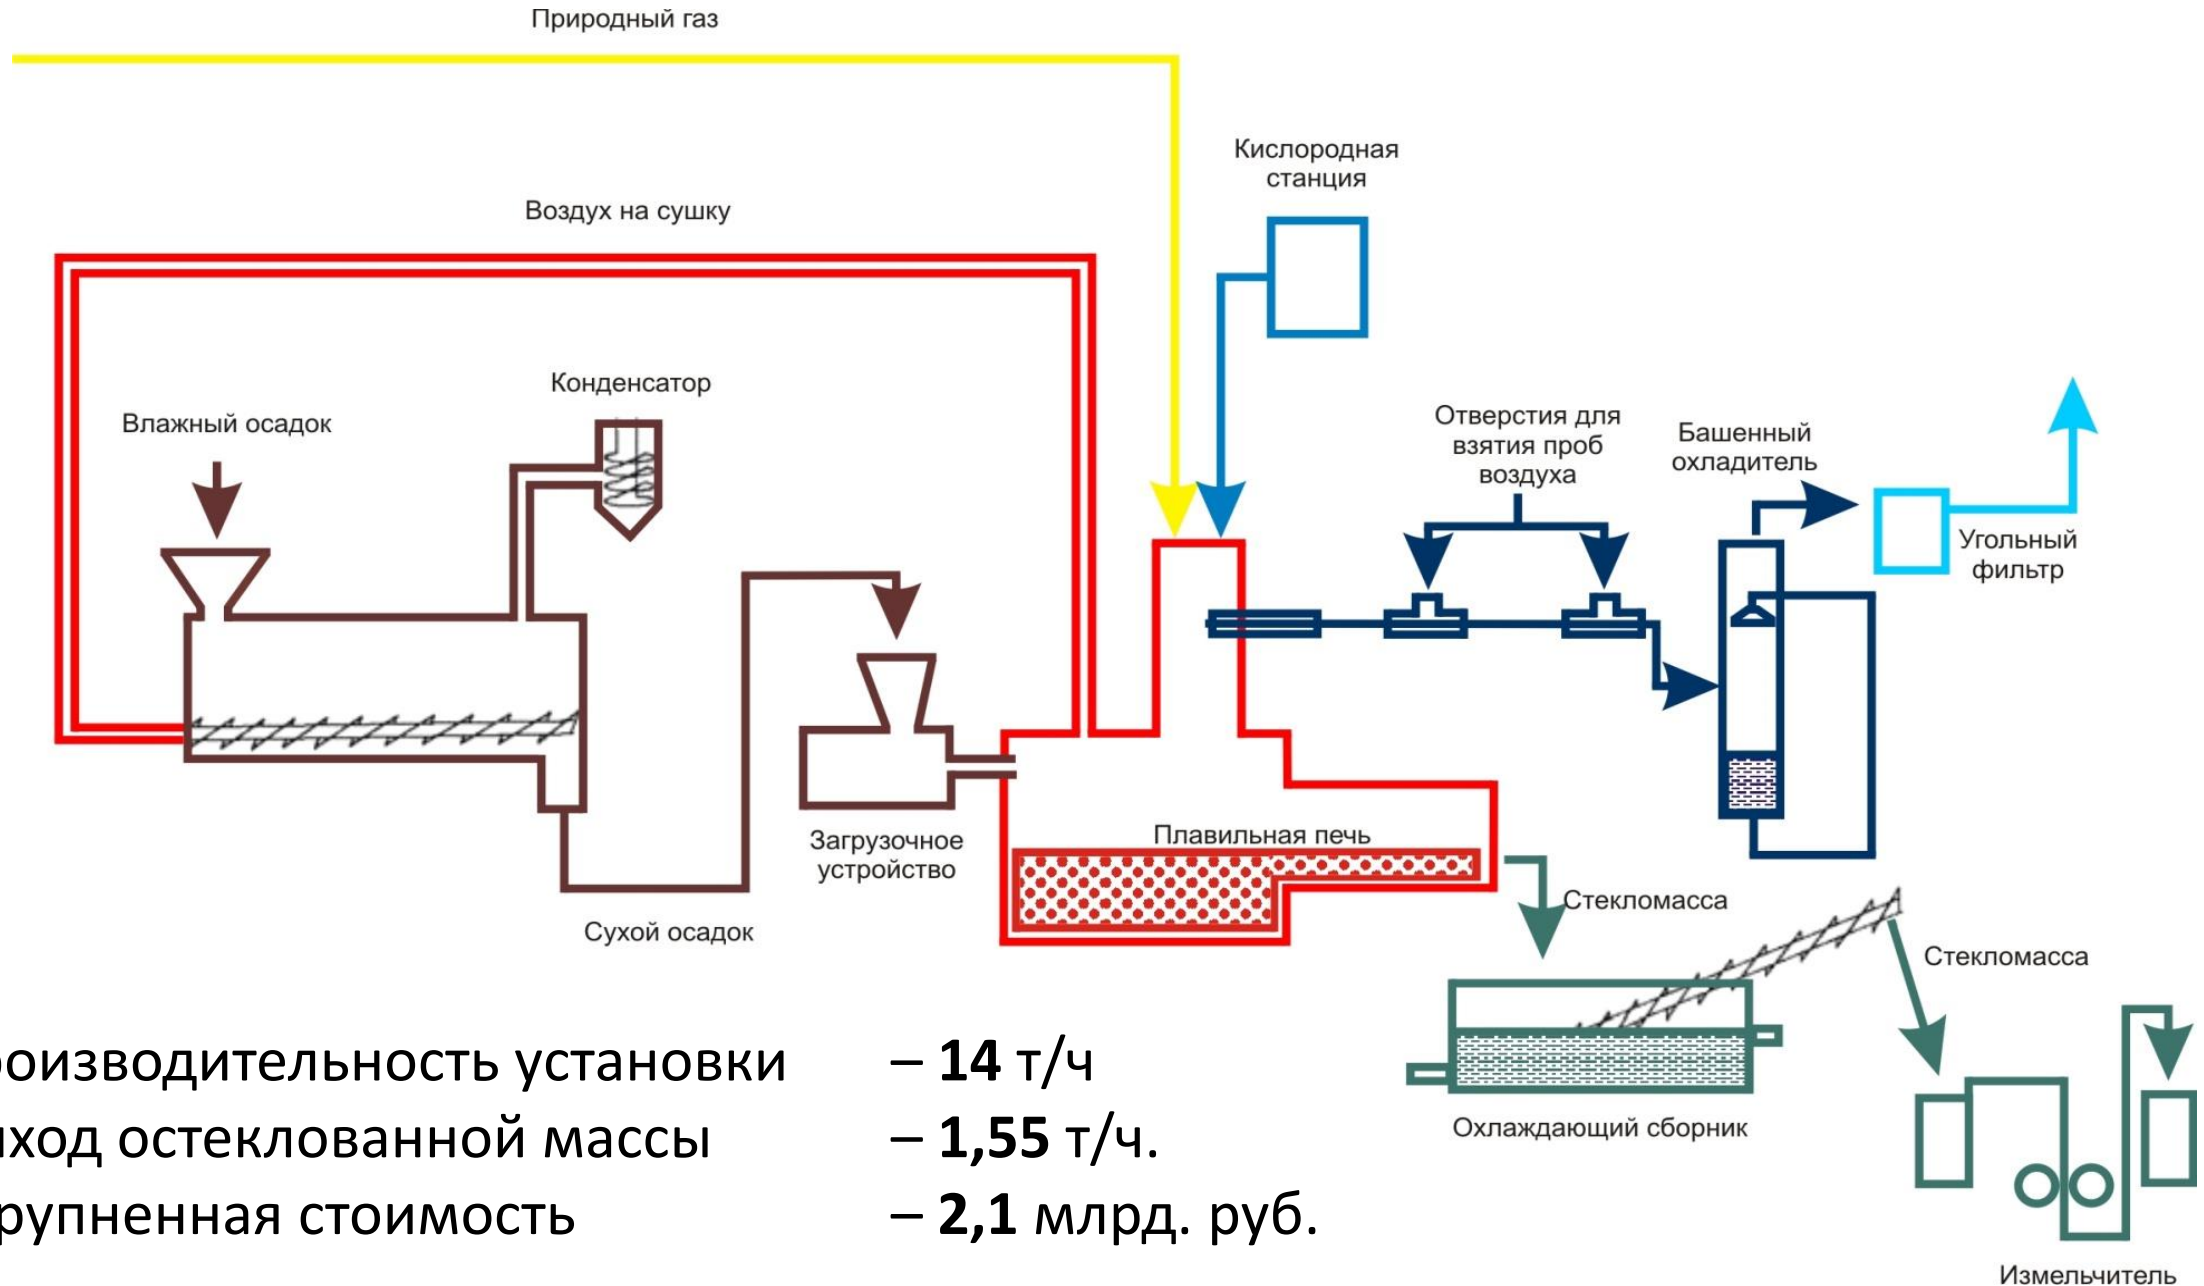 Природный газ
Кислородная
станция
Воздух на сушку
Конденсатор
Влажный осадок
Отверстия для
взятия проб
воздуха
Башенный
охладитель
Угольный
фильтр
Загрузочное
устройство
Плавильная печь
Сухой осадок
Стекломасса
Стекломасса
Охлаждающий сборник
Измельчитель
роизводительность установки – 14 т/ч
ыход остеклованной массы – 1,55 т/ч.
крупненная стоимость – 2,1 млрд. руб.